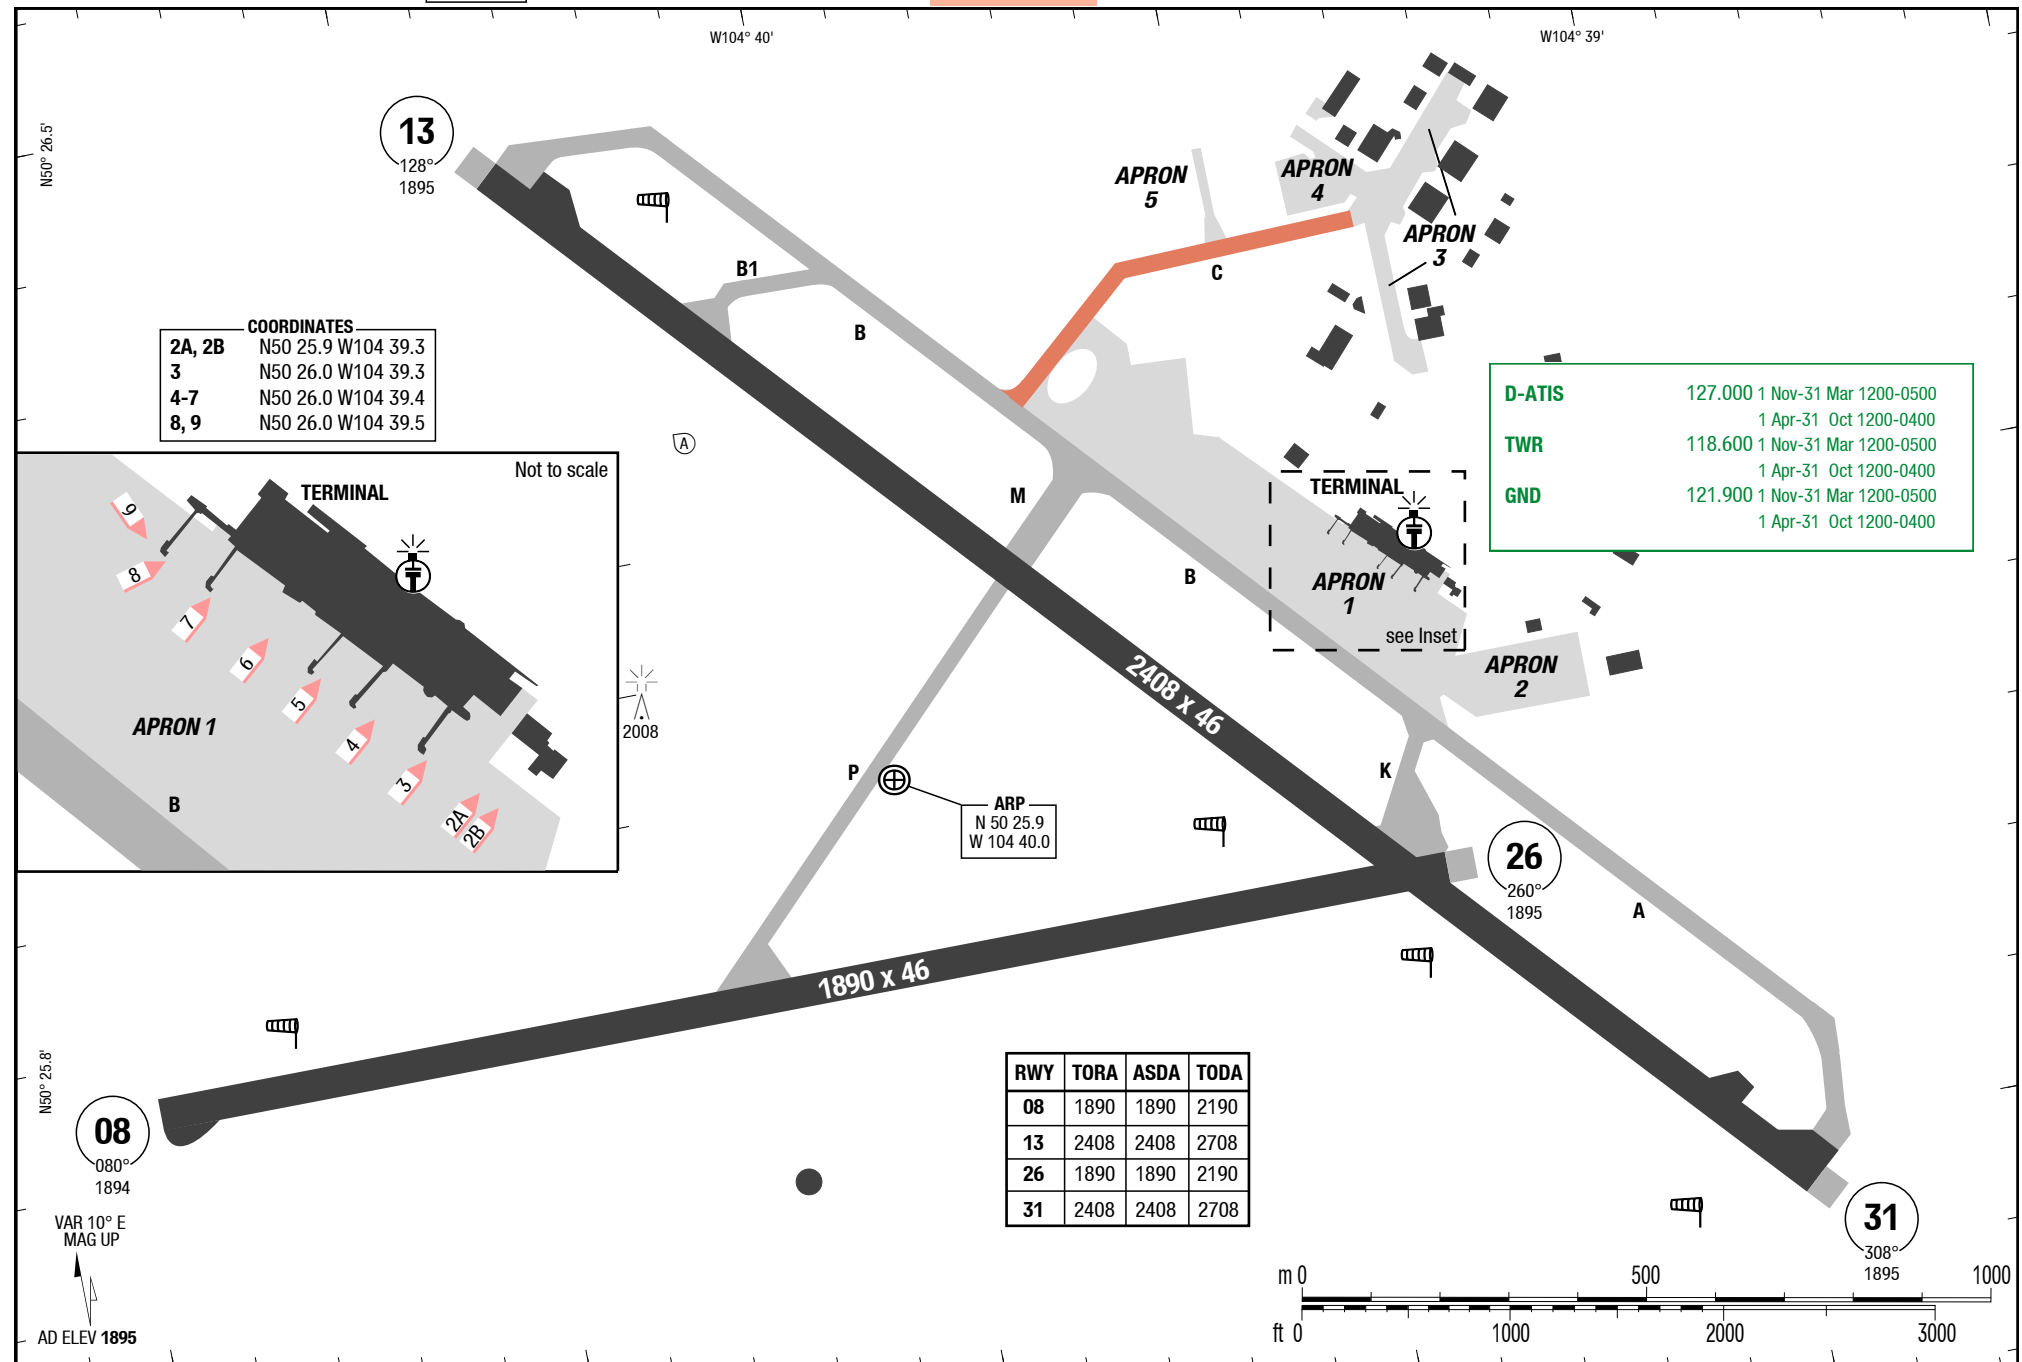 W104° 40'
W104° 39'
N50° 26.5'
13
128°
1895
APRON
5
APRON
4
APRON
3
C
B1
B
COORDINATES
2A, 2B N50 25.9 W104 39.3
3 N50 26.0 W104 39.3
4-7 N50 26.0 W104 39.4
8, 9 N50 26.0 W104 39.5
D-ATIS 127.000 1 Nov-31 Mar 1200-0500
1 Apr-31 Oct 1200-0400
TWR 118.600 1 Nov-31 Mar 1200-0500
1 Apr-31 Oct 1200-0400
GND 121.900 1 Nov-31 Mar 1200-0500
1 Apr-31 Oct 1200-0400
A
Not to scale
TERMINAL
9
8
7
6
5
4
3
2A
2B
APRON 1
B
M
TERMINAL
APRON
1
see Inset
B
APRON
2
2008
2408 x 46
P
K
ARP
N 50 25.9
W 104 40.0
26
260°
1895
A
1890 x 46
N50° 25.8'
08
080°
1894
RWY TORA ASDA TODA
08 1890 1890 2190
13 2408 2408 2708
26 1890 1890 2190
31 2408 2408 2708
31
308°
1895
VAR 10° E
MAG UP
AD ELEV 1895
m 0 500 1000
ft 0 1000 2000 3000